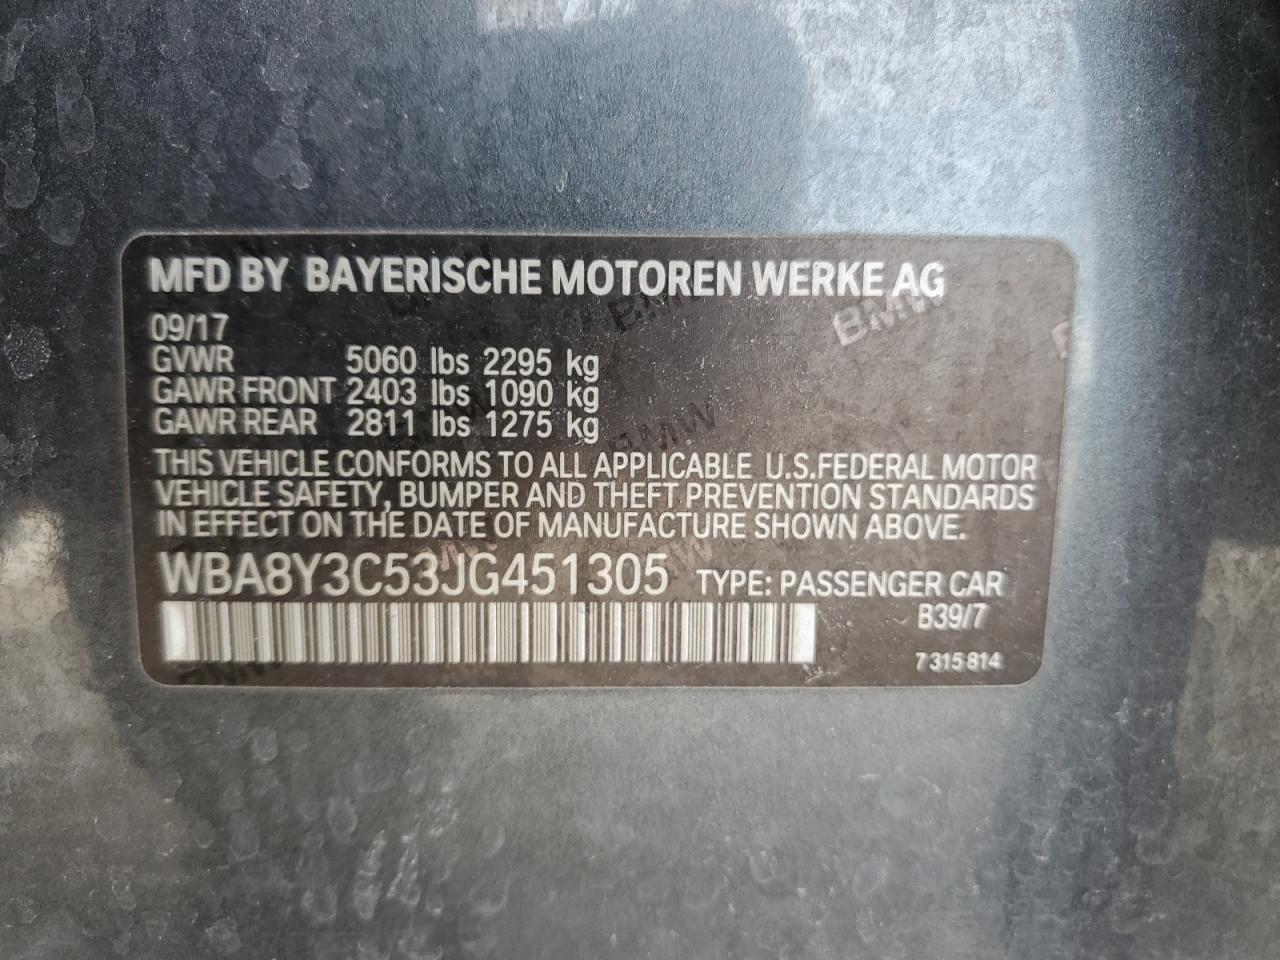 MFD BY BAYERISCHE MOTOREN WERKE AG
09/17
GVWR 5060 lbs 2295 kg
GAWR FRONT 2403 lbs 1090 kg
GAWR REAR 2811 lbs 1275 kg
THIS VEHICLE CONFORMS TO ALL APPLICABLE U.S.FEDERAL MOTOR
VEHICLE SAFETY, BUMPER AND THEFT PREVENTION STANDARDS
IN EFFECT ON THE DATE OF MANUFACTURE SHOWN ABOVE.
WBA8Y3C53JG451305 TYPE: PASSENGER CAR
B39/7
7 315 814